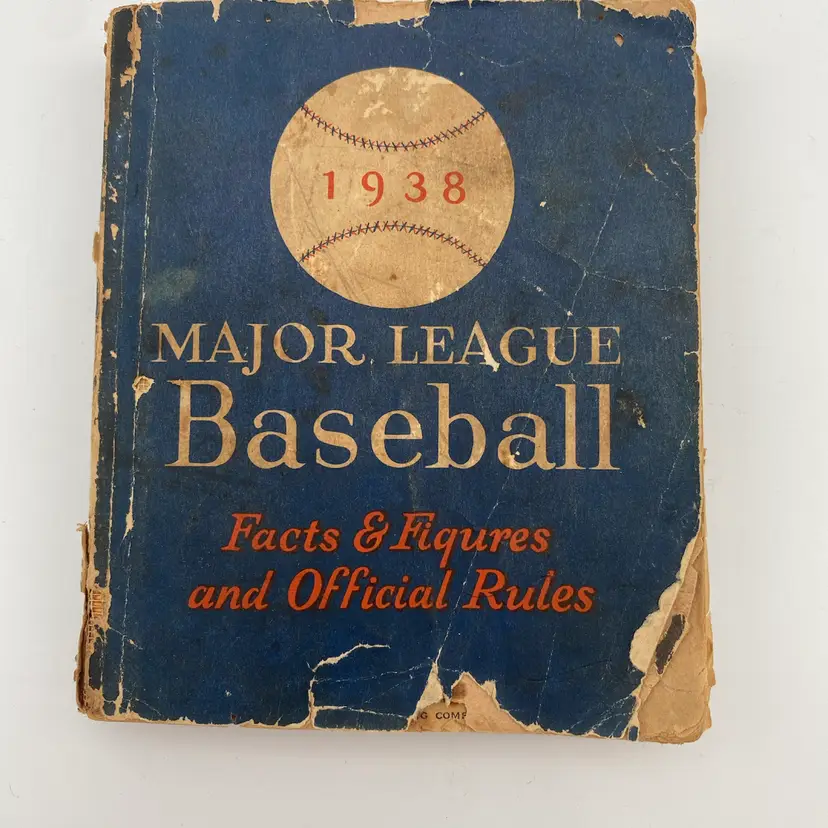 1938
MAJOR LEAGUE
Baseball
Facts & Figures
and Official Rules